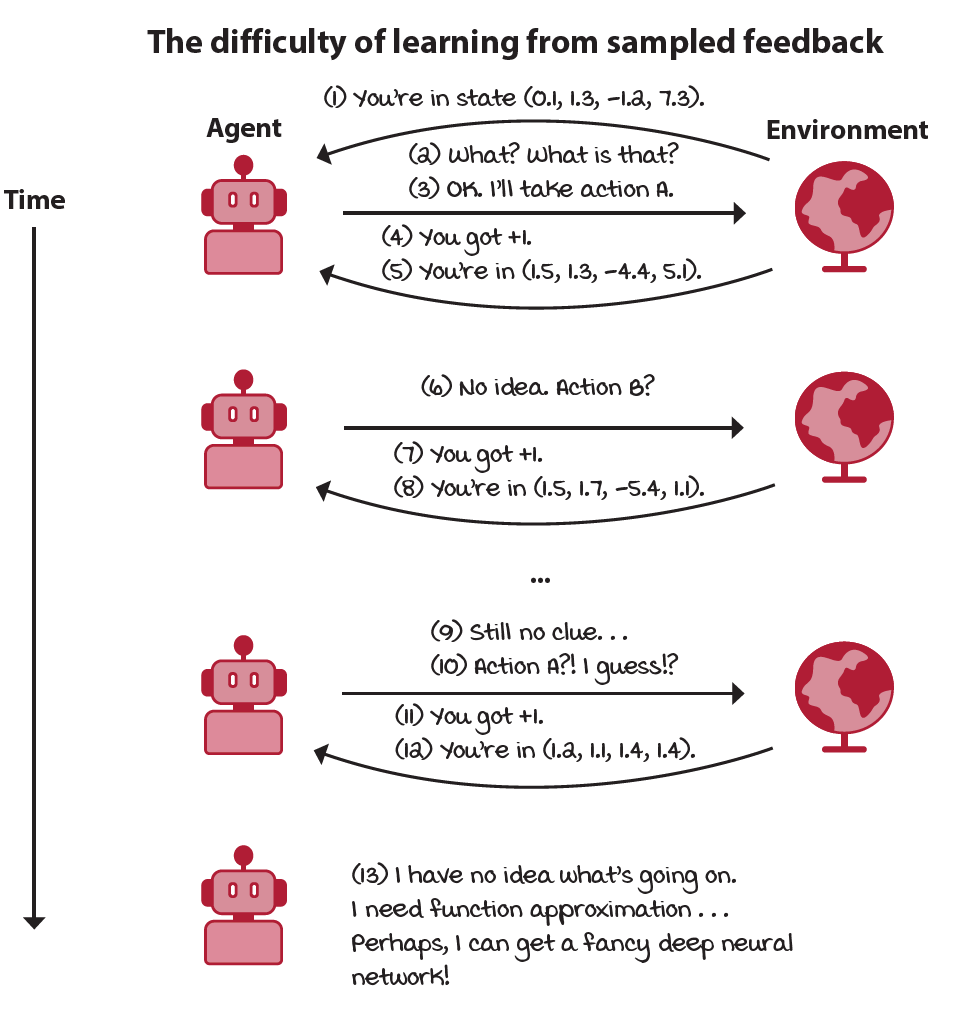 The difficulty of learning from sampled feedback
(1) You're in state (0.1, 1.3, -1.2, 7.3).
Agent
Environment
(2) What? What is that?
(3) OK. I'll take action A.
Time
(4) You got +1.
(5) You're in (1.5, 1.3, -4.4, 5.1).
(6) No idea. Action B?
(7) You got +1.
(8) You're in (1.5, 1.7, -5.4, 1.1).
...
(9) Still no clue. . .
(10) Action A?! I guess!?
(11) You got +1.
(12) You're in (1.2, 1.1, 1.4, 1.4).
(13) I have no idea what's going on.
I need function approximation . . .
Perhaps, I can get a fancy deep neural
network!